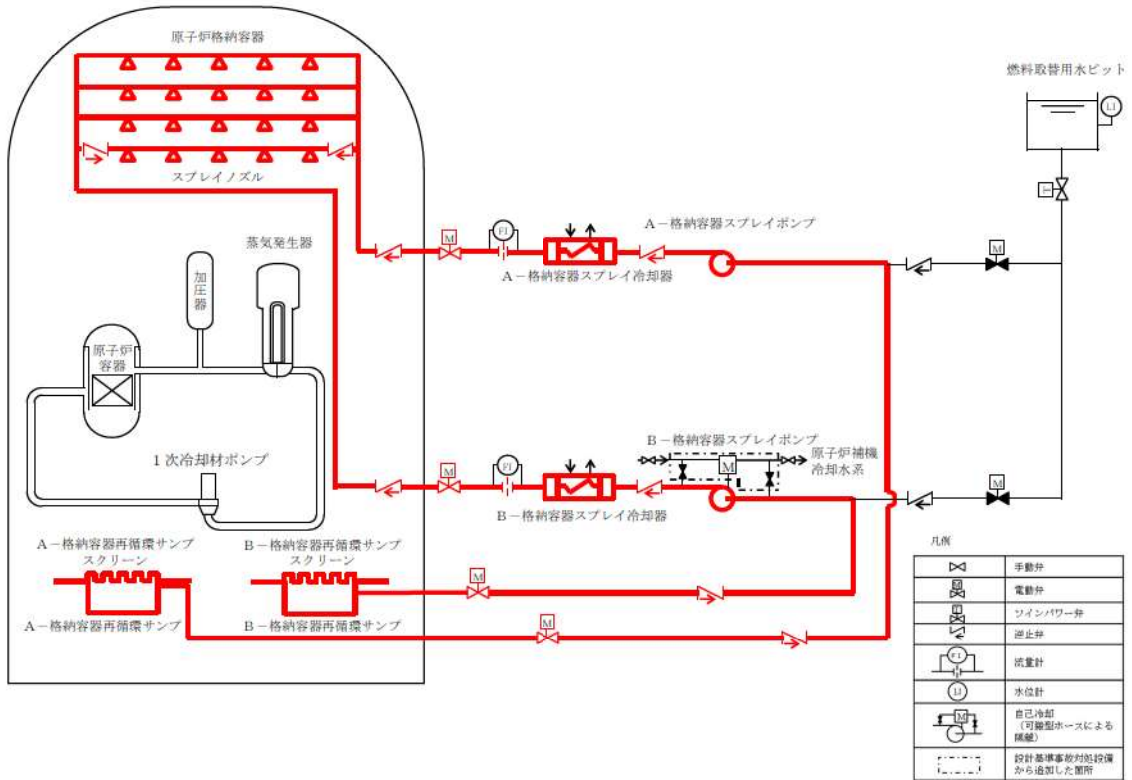 原子炉格納容器
スプレイノズル
燃料取替用水ピット
LI
T
A－格納容器スプレイポンプ
M
FI
M
A－格納容器スプレイ冷却器
蒸気発生器
加圧器
原子炉
容器
1次冷却材ポンプ
B－格納容器スプレイポンプ
原子炉補機
冷却水系
M
M
FI
M
B－格納容器スプレイ冷却器
A－格納容器再循環サンプ
スクリーン
B－格納容器再循環サンプ
スクリーン
M
A－格納容器再循環サンプ
B－格納容器再循環サンプ
M
凡例
手動弁
M
電動弁
T
ツインパワー弁
逆止弁
FI
流量計
LI
水位計
M
自己冷却
（可搬型ホースによる
隔離）
設計基準事故対処設備
から追加した箇所